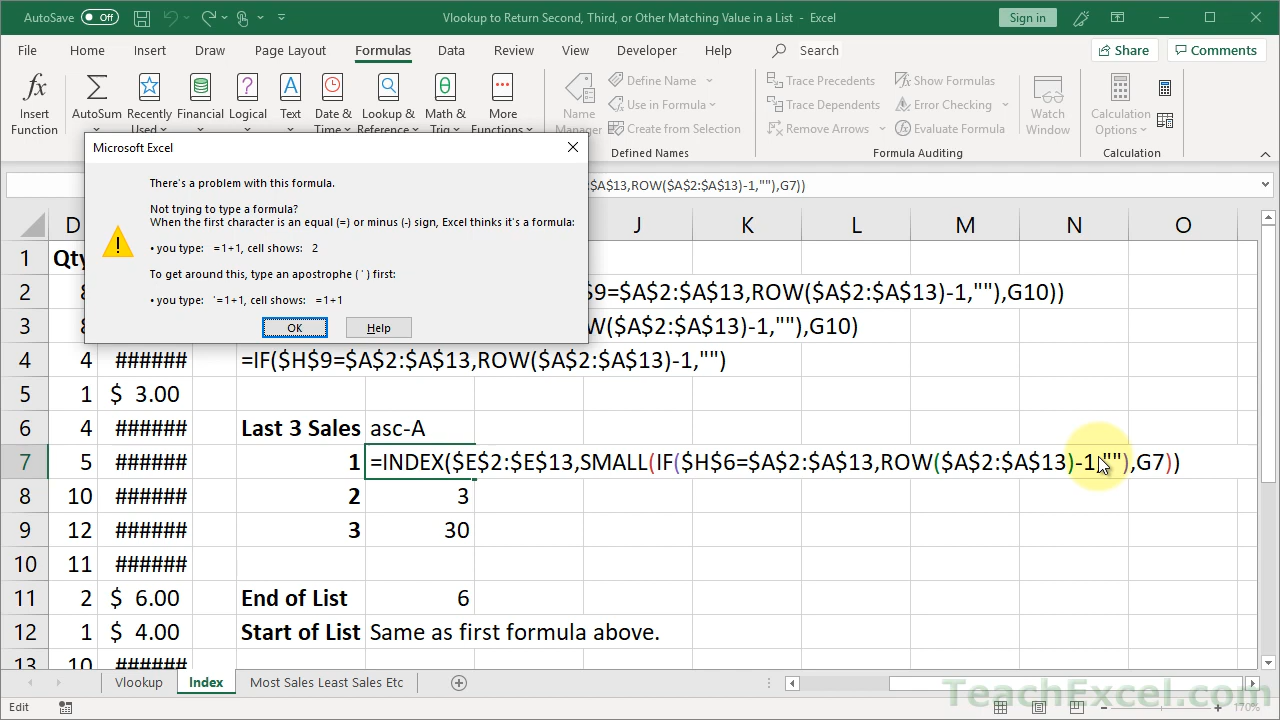 AutoSave Off
Vlookup to Return Second, Third, or Other Matching Value in a List - Excel
Sign in
File Home Insert Draw Page Layout Formulas Data Review View Developer Help Search
Share Comments
Insert Function
AutoSum
Recently Used
Financial
Logical
Text
Date & Time
Lookup & Reference
Math & Trig
More Functions
Name Manager
Define Name
Use in Formula
Create from Selection
Trace Precedents
Trace Dependents
Remove Arrows
Show Formulas
Error Checking
Evaluate Formula
Watch Window
Calculation Options
Defined Names
Formula Auditing
Calculation
Microsoft Excel
There's a problem with this formula.
Not trying to type a formula?
When the first character is an equal (=) or minus (-) sign, Excel thinks it's a formula:
• you type: =1+1, cell shows: 2
To get around this, type an apostrophe ( ' ) first:
• you type: '=1+1, cell shows: =1+1
OK Help
$A$13,ROW($A$2:$A$13)-1,""),G7))
D J K L M N O
1 Qty
2 8 $9=$A$2:$A$13,ROW($A$2:$A$13)-1,""),G10))
3 8 W($A$2:$A$13)-1,""),G10)
4 4 ###### =IF($H$9=$A$2:$A$13,ROW($A$2:$A$13)-1,"")
5 1 $ 3.00
6 4 ###### Last 3 Sales asc-A
7 5 ###### 1 =INDEX($E$2:$E$13,SMALL(IF($H$6=$A$2:$A$13,ROW($A$2:$A$13)-1,""),G7))
8 10 ###### 2 3
9 12 ###### 3 30
10 11 ######
11 2 $ 6.00 End of List 6
12 1 $ 4.00 Start of List Same as first formula above.
13 10 ######
Vlookup Index Most Sales Least Sales Etc
TeachExcel.com
Edit
170%